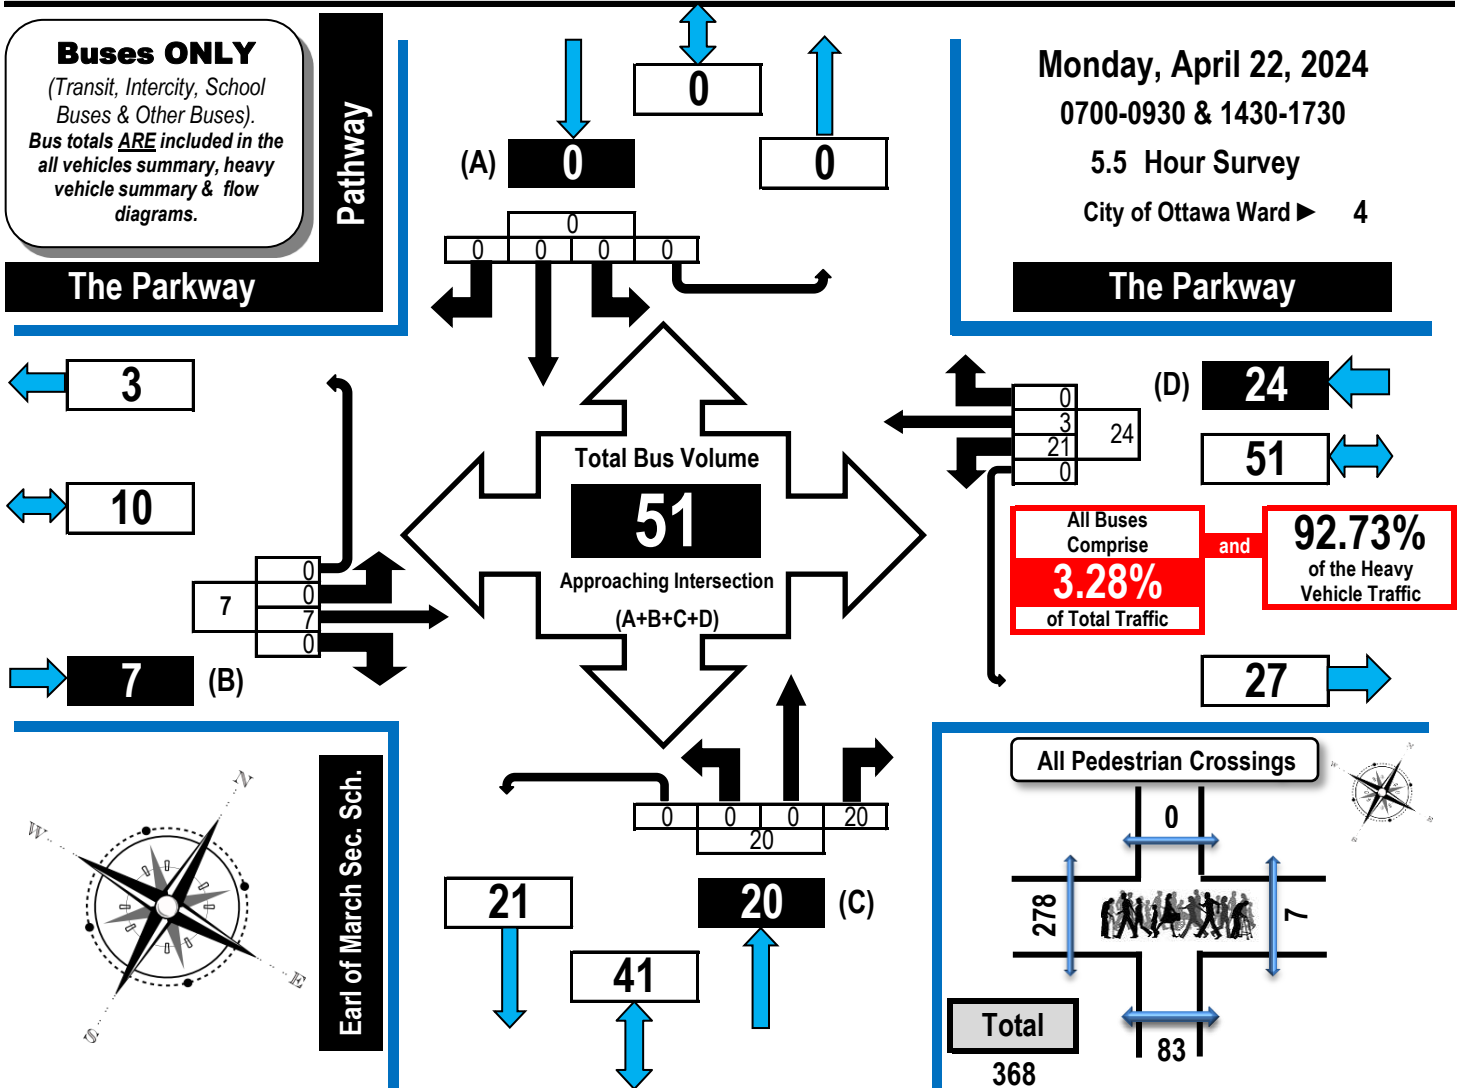 Buses ONLY
(Transit, Intercity, School
Buses & Other Buses).
Bus totals ARE included in the
all vehicles summary, heavy
vehicle summary & flow
diagrams.
Pathway
The Parkway
Monday, April 22, 2024
0700-0930 & 1430-1730
5.5 Hour Survey
City of Ottawa Ward ► 4
The Parkway
0
(A) 0
0
0
0 0 0 0
3
10
0
0
7
7
0
7 (B)
Total Bus Volume
51
Approaching Intersection
(A+B+C+D)
(D) 24
0
3
21
0
24
51
All Buses
Comprise
3.28%
of Total Traffic
and
92.73%
of the Heavy
Vehicle Traffic
27
0 0 0 20
20
21
20 (C)
41
Earl of March Sec. Sch.
N
W
E
S
All Pedestrian Crossings
N
W
E
S
0
278
7
83
Total
368